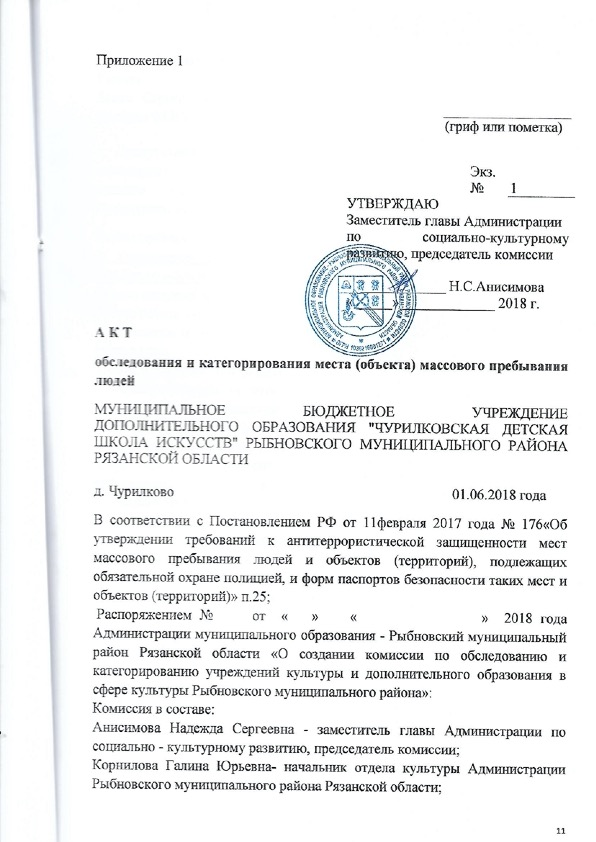 Приложение 1
(гриф или пометка)
Экз.
№ 1
УТВЕРЖДАЮ
Заместитель главы Администрации
по социально-культурному
развитию, председатель комиссии
Н.С.Анисимова
» 2018 г.
А К Т
обследования и категорирования места (объекта) массового пребывания
людей
МУНИЦИПАЛЬНОЕ БЮДЖЕТНОЕ УЧРЕЖДЕНИЕ
ДОПОЛНИТЕЛЬНОГО ОБРАЗОВАНИЯ "ЧУРИЛКОВСКАЯ ДЕТСКАЯ
ШКОЛА ИСКУССТВ" РЫБНОВСКОГО МУНИЦИПАЛЬНОГО РАЙОНА
РЯЗАНСКОЙ ОБЛАСТИ
д. Чурилково 01.06.2018 года
В соответствии с Постановлением РФ от 11февраля 2017 года № 176«Об
утверждении требований к антитеррористической защищенности мест
массового пребывания людей и объектов (территорий), подлежащих
обязательной охране полицией, и форм паспортов безопасности таких мест и
объектов (территорий)» п.25;
Распоряжением № от « » « » 2018 года
Администрации муниципального образования - Рыбновский муниципальный
район Рязанской области «О создании комиссии по обследованию и
категорированию учреждений культуры и дополнительного образования в
сфере культуры Рыбновского муниципального района»:
Комиссия в составе:
Анисимова Надежда Сергеевна - заместитель главы Администрации по
социально - культурному развитию, председатель комиссии;
Корнилова Галина Юрьевна- начальник отдела культуры Администрации
Рыбновского муниципального района Рязанской области;
11